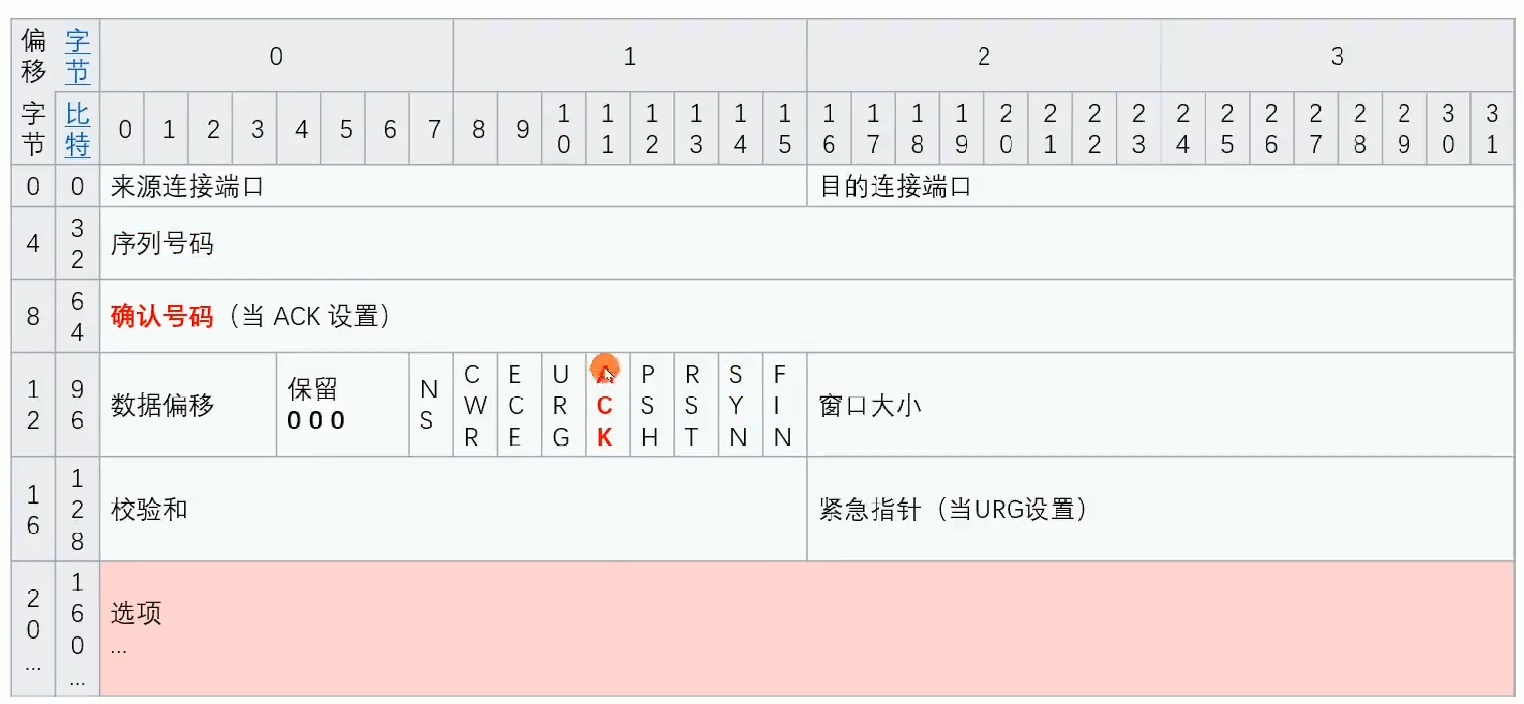 偏移 字节 0 1 2 3
字节 比特 0 1 2 3 4 5 6 7 8 9 10 11 12 13 14 15 16 17 18 19 20 21 22 23 24 25 26 27 28 29 30 31
0 0 来源连接端口 目的连接端口
4 32 序列号码
8 64 确认号码（当 ACK 设置）
12 96 数据偏移 保留 000 NS CWR ECE URG ACK PSH RST SYN FIN 窗口大小
16 128 校验和 紧急指针（当URG设置）
20 160 选项
... ... ...